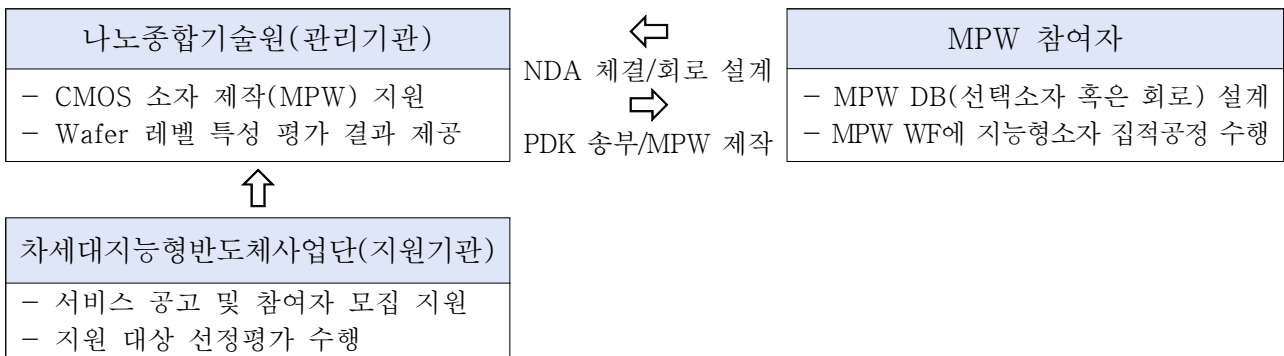 나노종합기술원(관리기관)
- CMOS 소자 제작(MPW) 지원
- Wafer 레벨 특성 평가 결과 제공
NDA 체결/회로 설계
PDK 송부/MPW 제작
MPW 참여자
- MPW DB(선택소자 혹은 회로) 설계
- MPW WF에 지능형소자 집적공정 수행
차세대지능형반도체사업단(지원기관)
- 서비스 공고 및 참여자 모집 지원
- 지원 대상 선정평가 수행